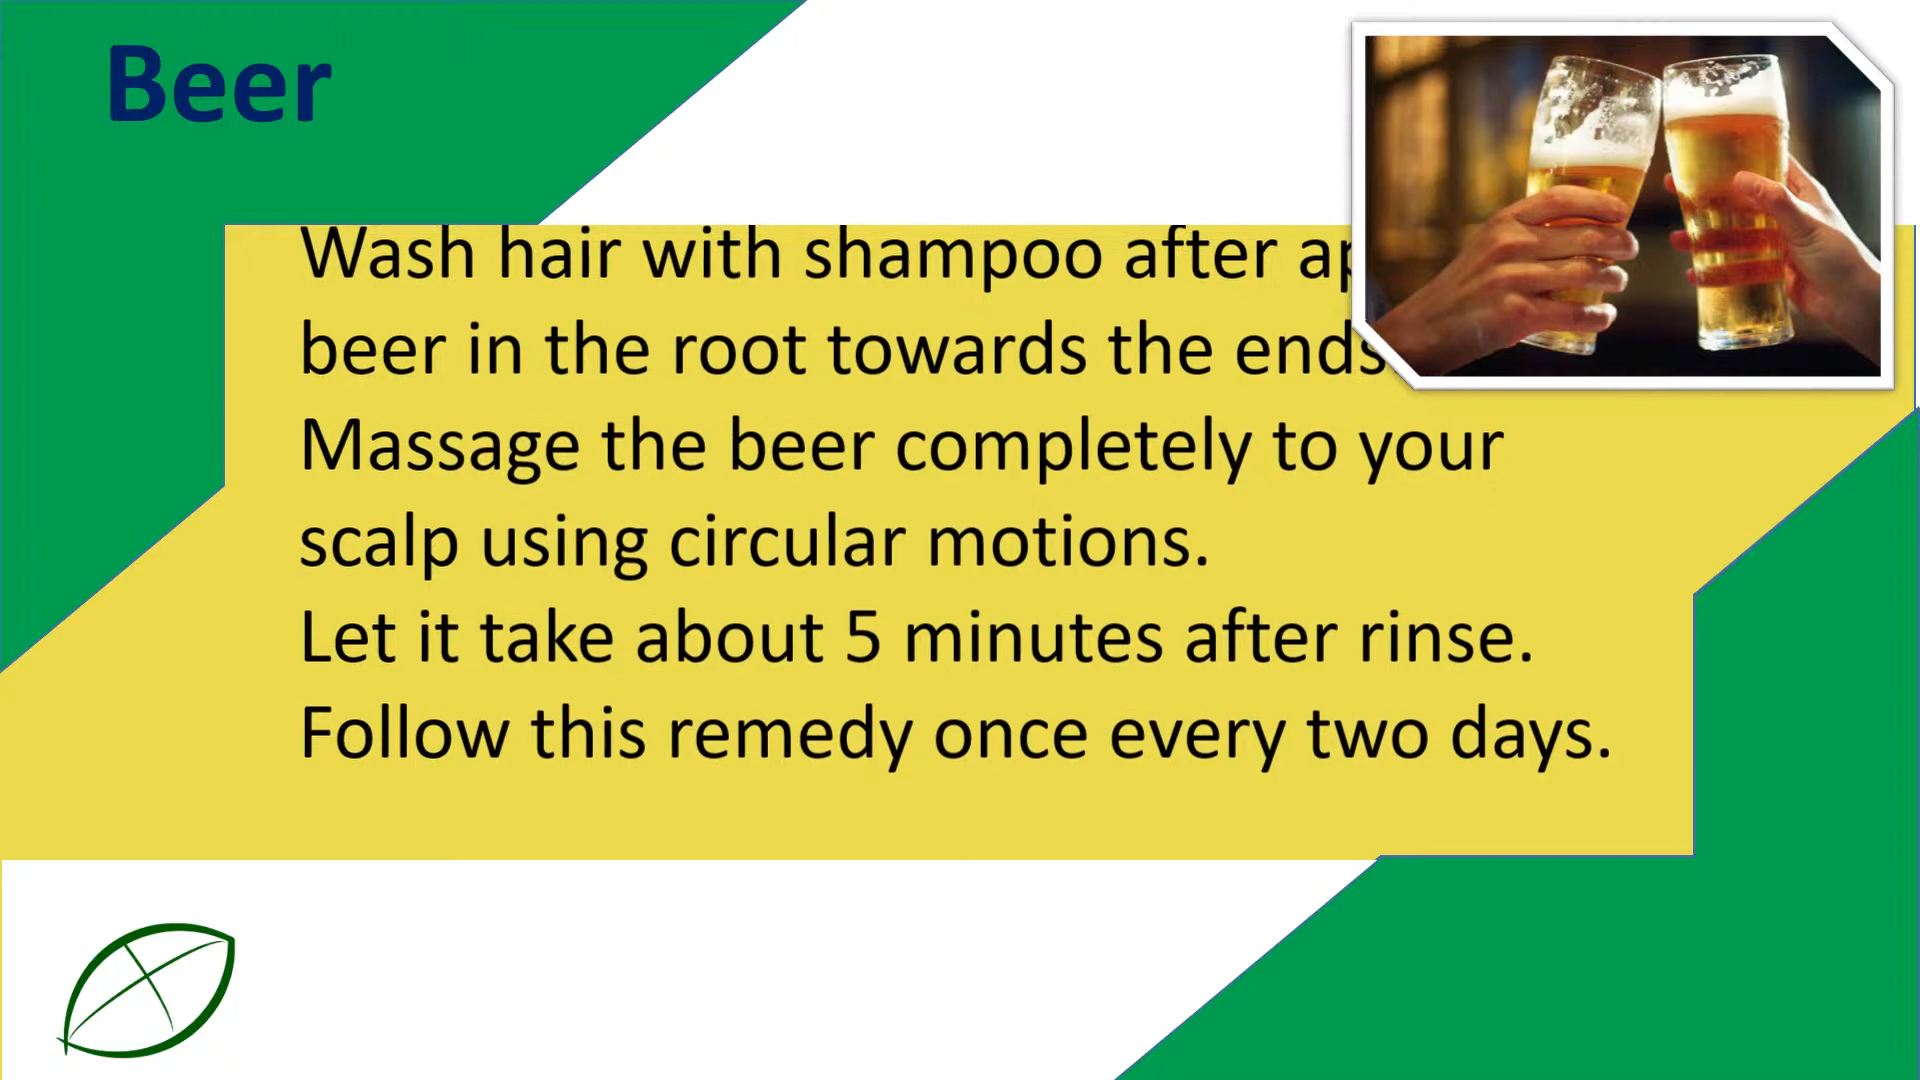 Beer
Wash hair with shampoo after
beer in the root towards the ends
Massage the beer completely to your
scalp using circular motions.
Let it take about 5 minutes after rinse.
Follow this remedy once every two days.